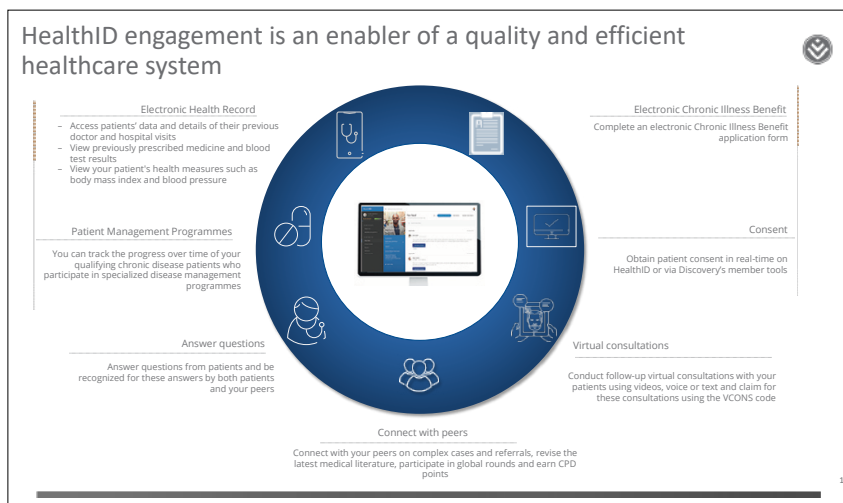 HealthID engagement is an enabler of a quality and efficient
healthcare system
Electronic Health Record
– Access patients' data and details of their previous
doctor and hospital visits
– View previously prescribed medicine and blood
test results
– View your patient's health measures such as
body mass index and blood pressure
Patient Management Programmes
You can track the progress over time of your
qualifying chronic disease patients who
participate in specialized disease management
programmes
Answer questions
Answer questions from patients and be
recognized for these answers by both patients
and your peers
Connect with peers
Connect with your peers on complex cases and referrals, revise the
latest medical literature, participate in global rounds and earn CPD
points
Electronic Chronic Illness Benefit
Complete an electronic Chronic Illness Benefit
application form
Consent
Obtain patient consent in real-time on
HealthID or via Discovery's member tools
Virtual consultations
Conduct follow-up virtual consultations with your
patients using videos, voice or text and claim for
these consultations using the VCONS code
1